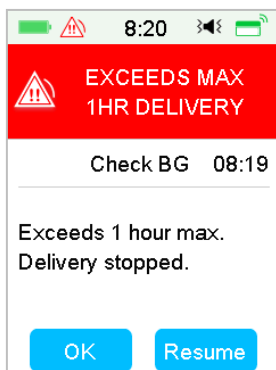 8:20
EXCEEDS MAX
1HR DELIVERY
Check BG 08:19
Exceeds 1 hour max.
Delivery stopped.
OK Resume